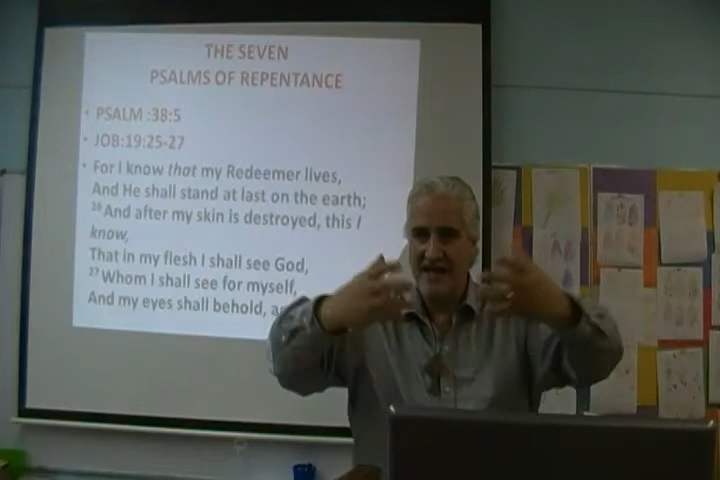 THE SEVEN
PSALMS OF REPENTANCE
• PSALM :38:5
• JOB:19:25-27
• For I know that my Redeemer lives,
And He shall stand at last on the earth;
26 And after my skin is destroyed, this I
know,
That in my flesh I shall see God,
27 Whom I shall see for myself,
And my eyes shall behold,